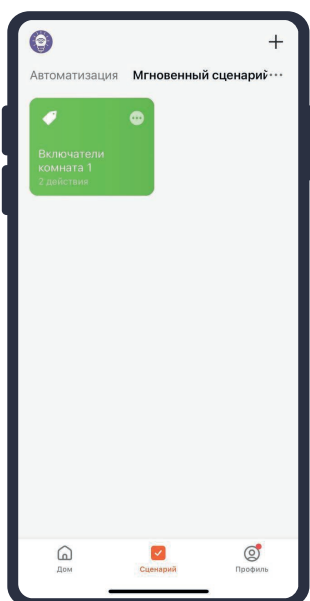 Автоматизация Мгновенный сценарий...
Включатели
комната 1
2 действия
Дом Сценарий Профиль